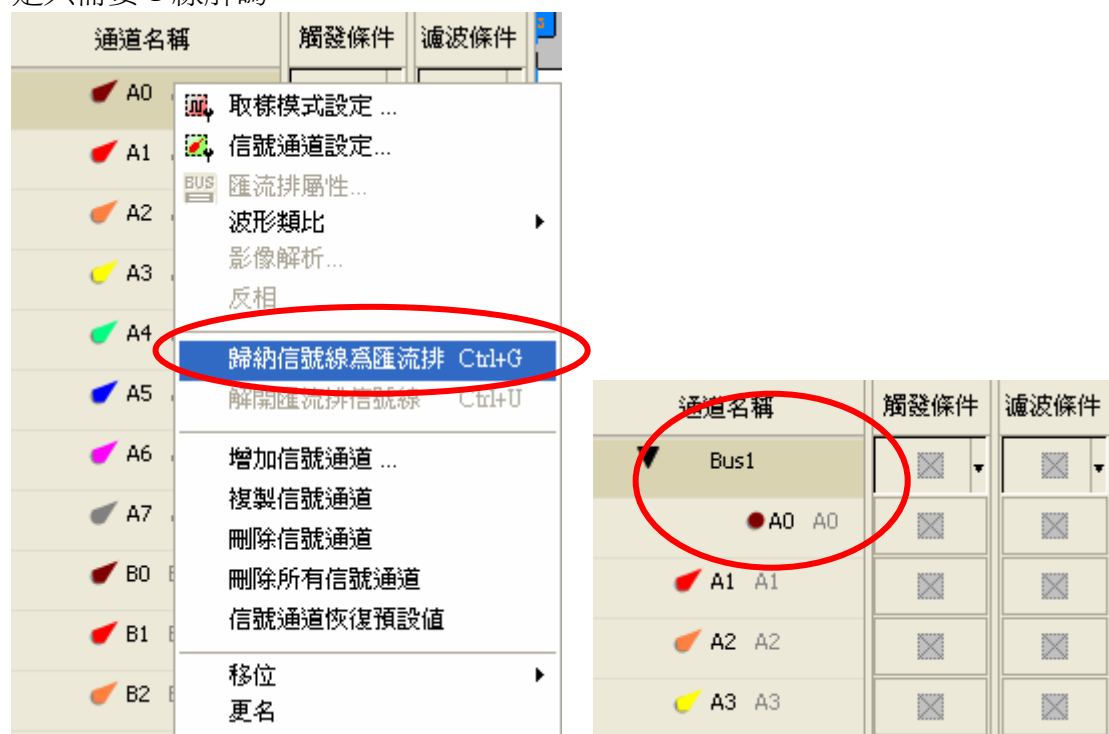 通道名稱 觸發條件 濾波條件
A0
A1
A2
A3
A4
A5
A6
A7
B0
B1
B2
取樣模式設定 ...
信號通道設定...
BUS 匯流排屬性...
波形類比
影像解析...
反相
歸納信號線為匯流排 Ctrl+G
解開匯流排信號線 Ctrl+U
增加信號通道 ...
複製信號通道
刪除信號通道
刪除所有信號通道
信號通道恢復預設值
移位
更名
通道名稱 觸發條件 濾波條件
Bus1
A0 A0
A1 A1
A2 A2
A3 A3